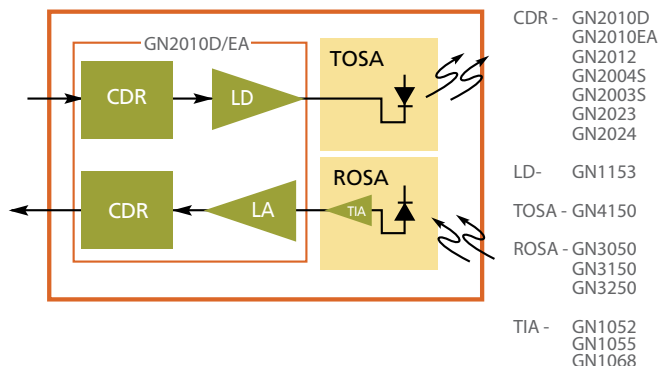 GN2010D/EA
CDR
LD
TOSA
CDR
LA
ROSA
TIA
CDR - GN2010D
GN2010EA
GN2012
GN2004S
GN2003S
GN2023
GN2024
LD- GN1153
TOSA - GN4150
ROSA - GN3050
GN3150
GN3250
TIA - GN1052
GN1055
GN1068